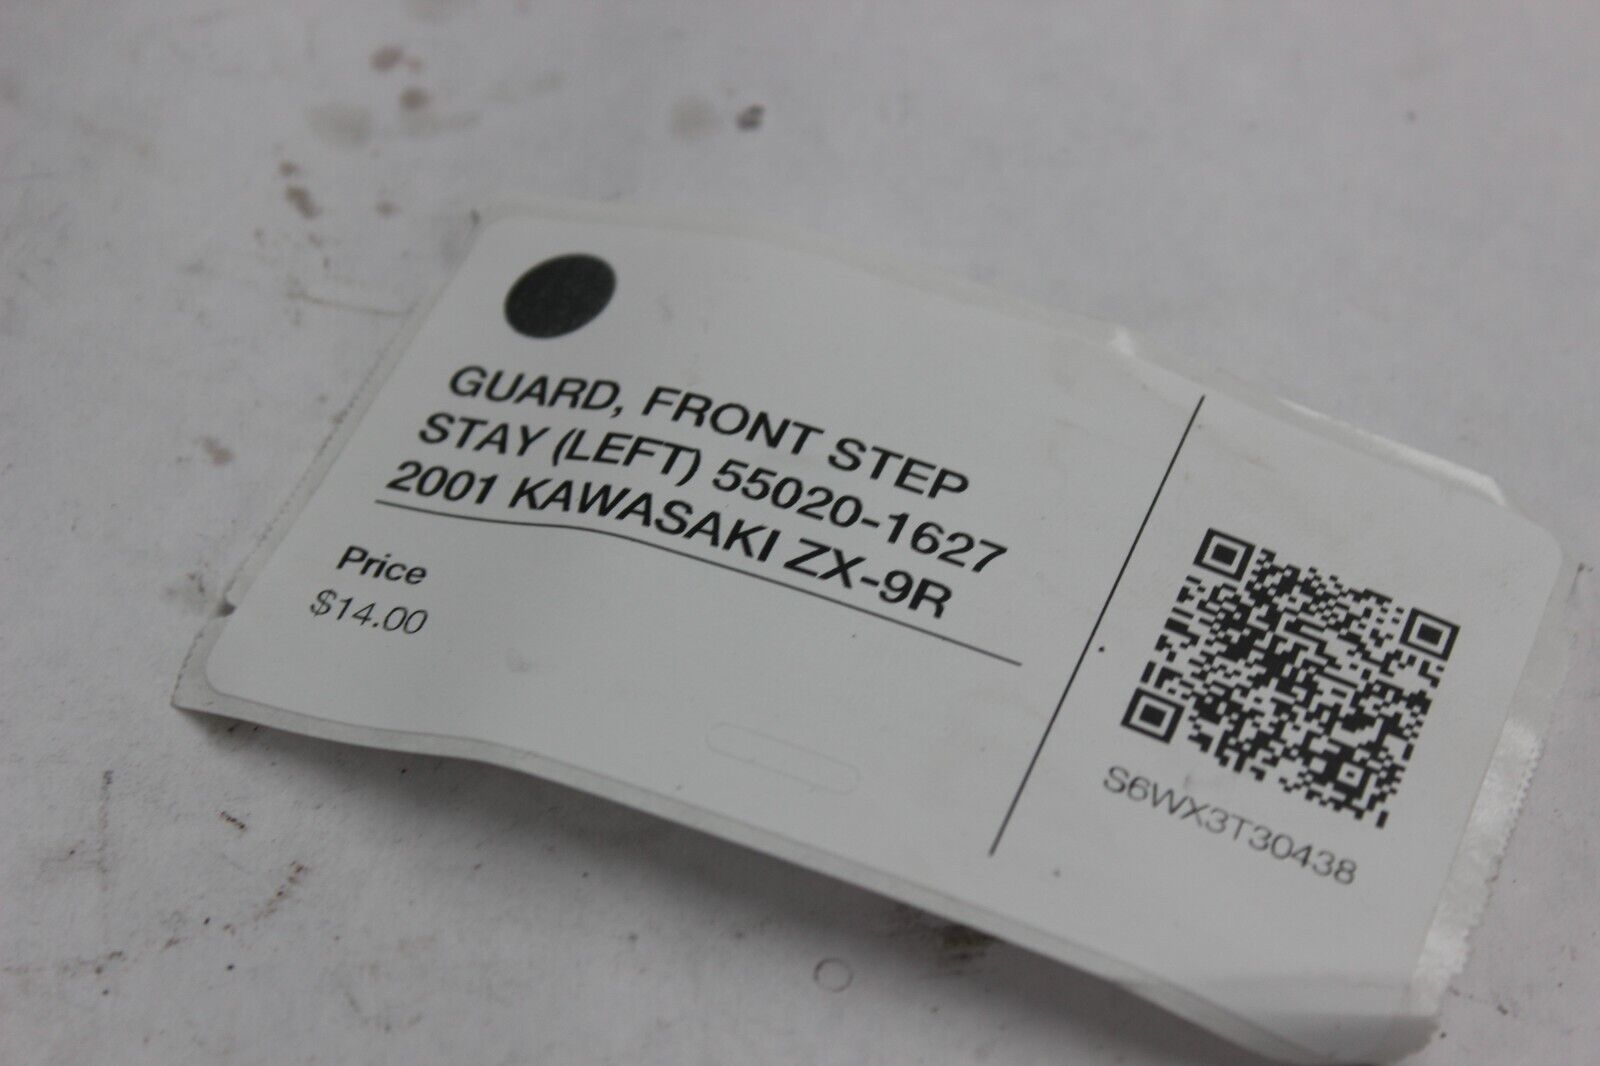 GUARD, FRONT STEP
STAY (LEFT) 55020-1627
2001 KAWASAKI ZX-9R
Price
$14.00
S6WX3T30438